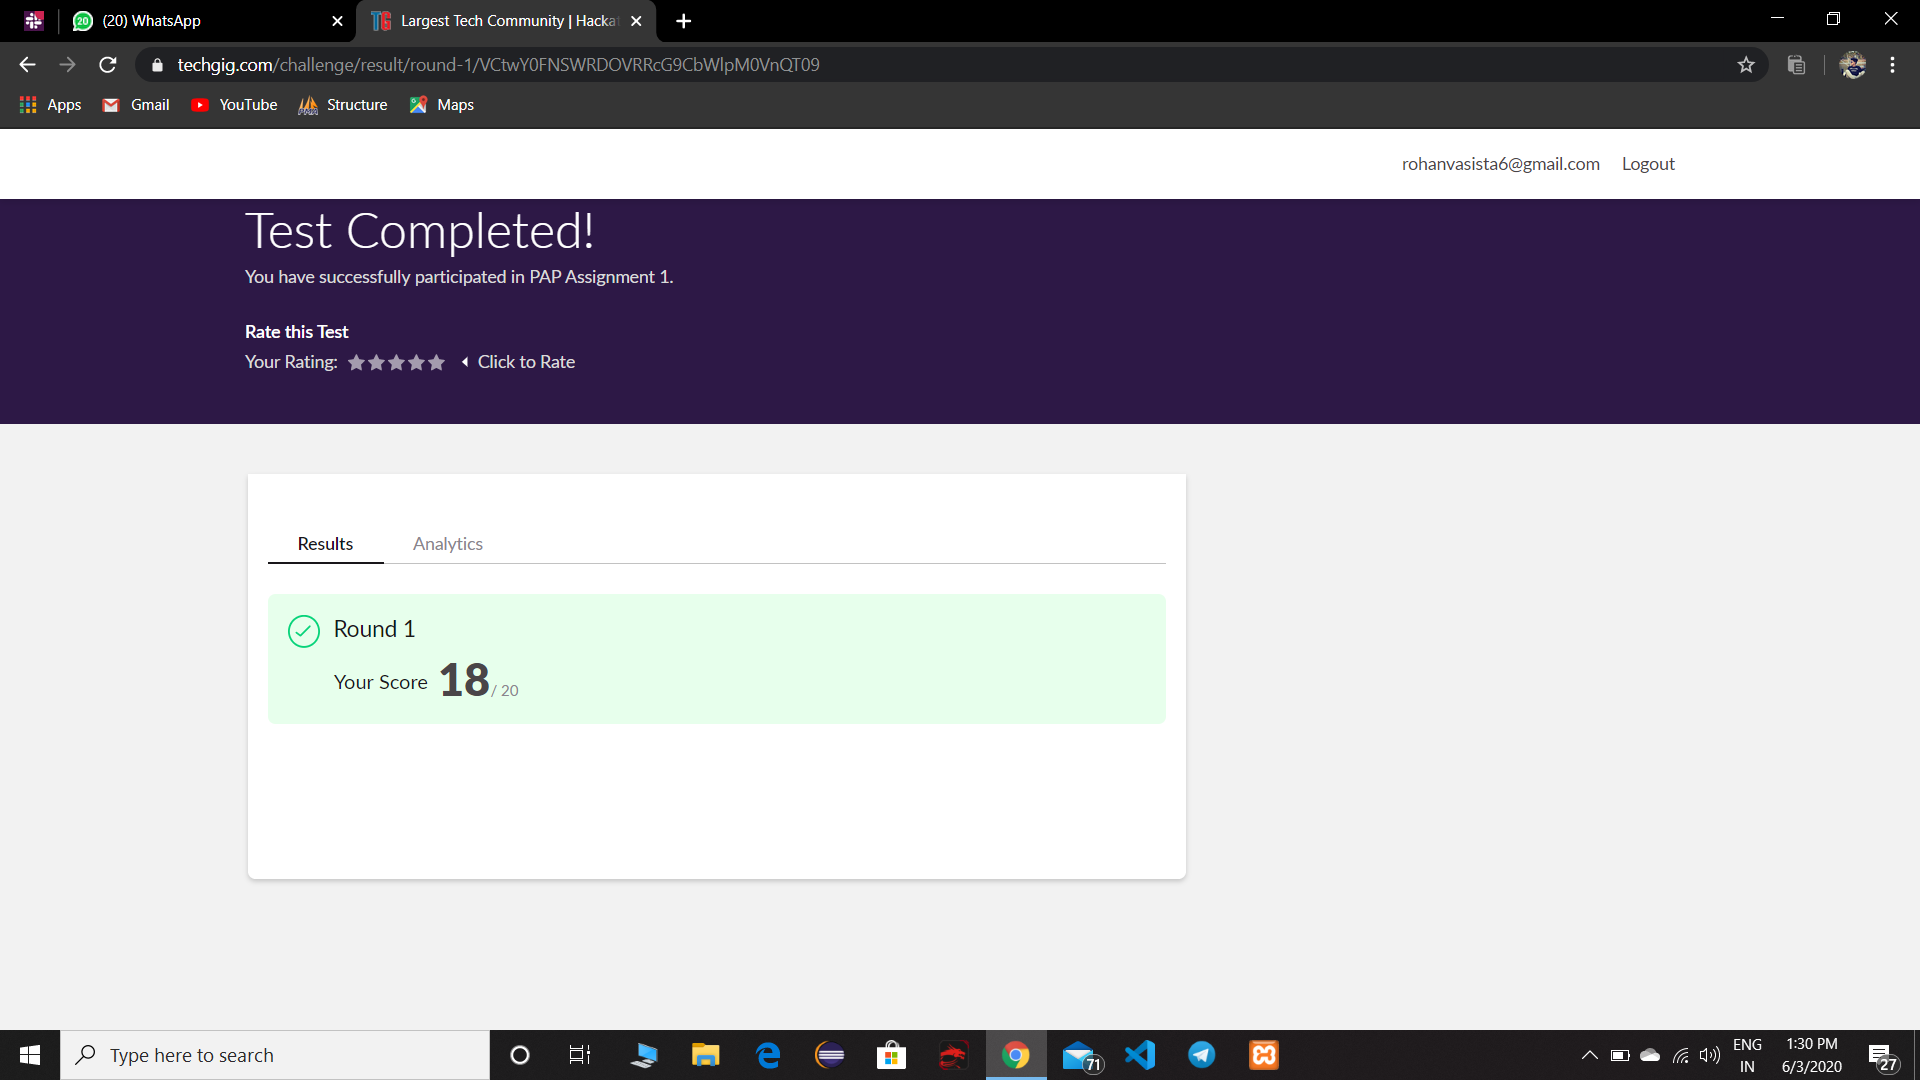 (20) WhatsApp
Largest Tech Community | Hacka
techgig.com/challenge/result/round-1/VCtwY0FNSWRDOVRRcG9CbWlpM0VnQT09
Apps Gmail YouTube Structure Maps
rohanvasista6@gmail.com Logout
Test Completed!
You have successfully participated in PAP Assignment 1.
Rate this Test
Your Rating: Click to Rate
Results Analytics
Round 1
Your Score 18 / 20
Type here to search
71
ENG
IN
1:30 PM
6/3/2020
27